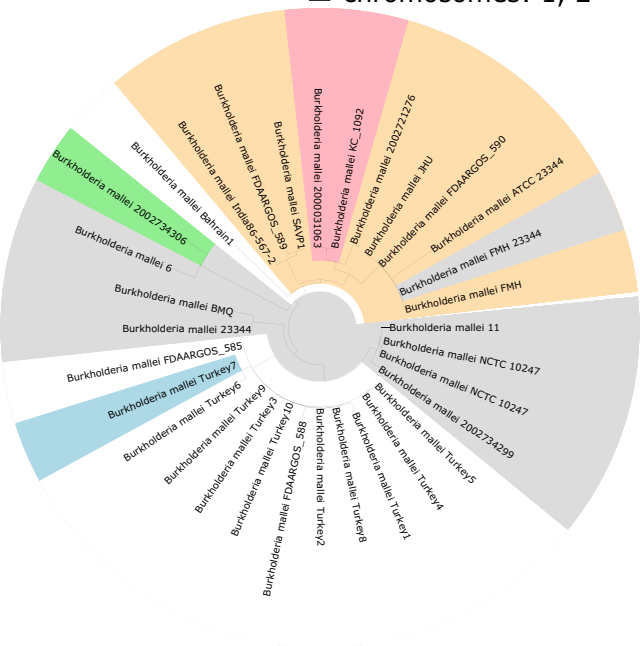 Burkholderia mallei 2000031063
Burkholderia mallei KC_1092
Burkholderia mallei 2002721276
Burkholderia mallei JHU
Burkholderia mallei FDAARGOS_590
Burkholderia mallei ATCC 23344
Burkholderia mallei FMH 23344
Burkholderia mallei FMH
Burkholderia mallei 11
Burkholderia mallei NCTC 10247
Burkholderia mallei NCTC 10247
Burkholderia mallei 2002734299
Burkholderia mallei Turkey5
Burkholderia mallei Turkey4
Burkholderia mallei Turkey1
Burkholderia mallei Turkey8
Burkholderia mallei Turkey2
Burkholderia mallei FDAARGOS_588
Burkholderia mallei Turkey10
Burkholderia mallei Turkey3
Burkholderia mallei Turkey9
Burkholderia mallei Turkey6
Burkholderia mallei Turkey7
Burkholderia mallei FDAARGOS_585
Burkholderia mallei 23344
Burkholderia mallei BMQ
Burkholderia mallei 6
Burkholderia mallei 2002734306
Burkholderia mallei Bahrain1
Burkholderia mallei India86-567-2
Burkholderia mallei FDAARGOS_589
Burkholderia mallei SAVP1